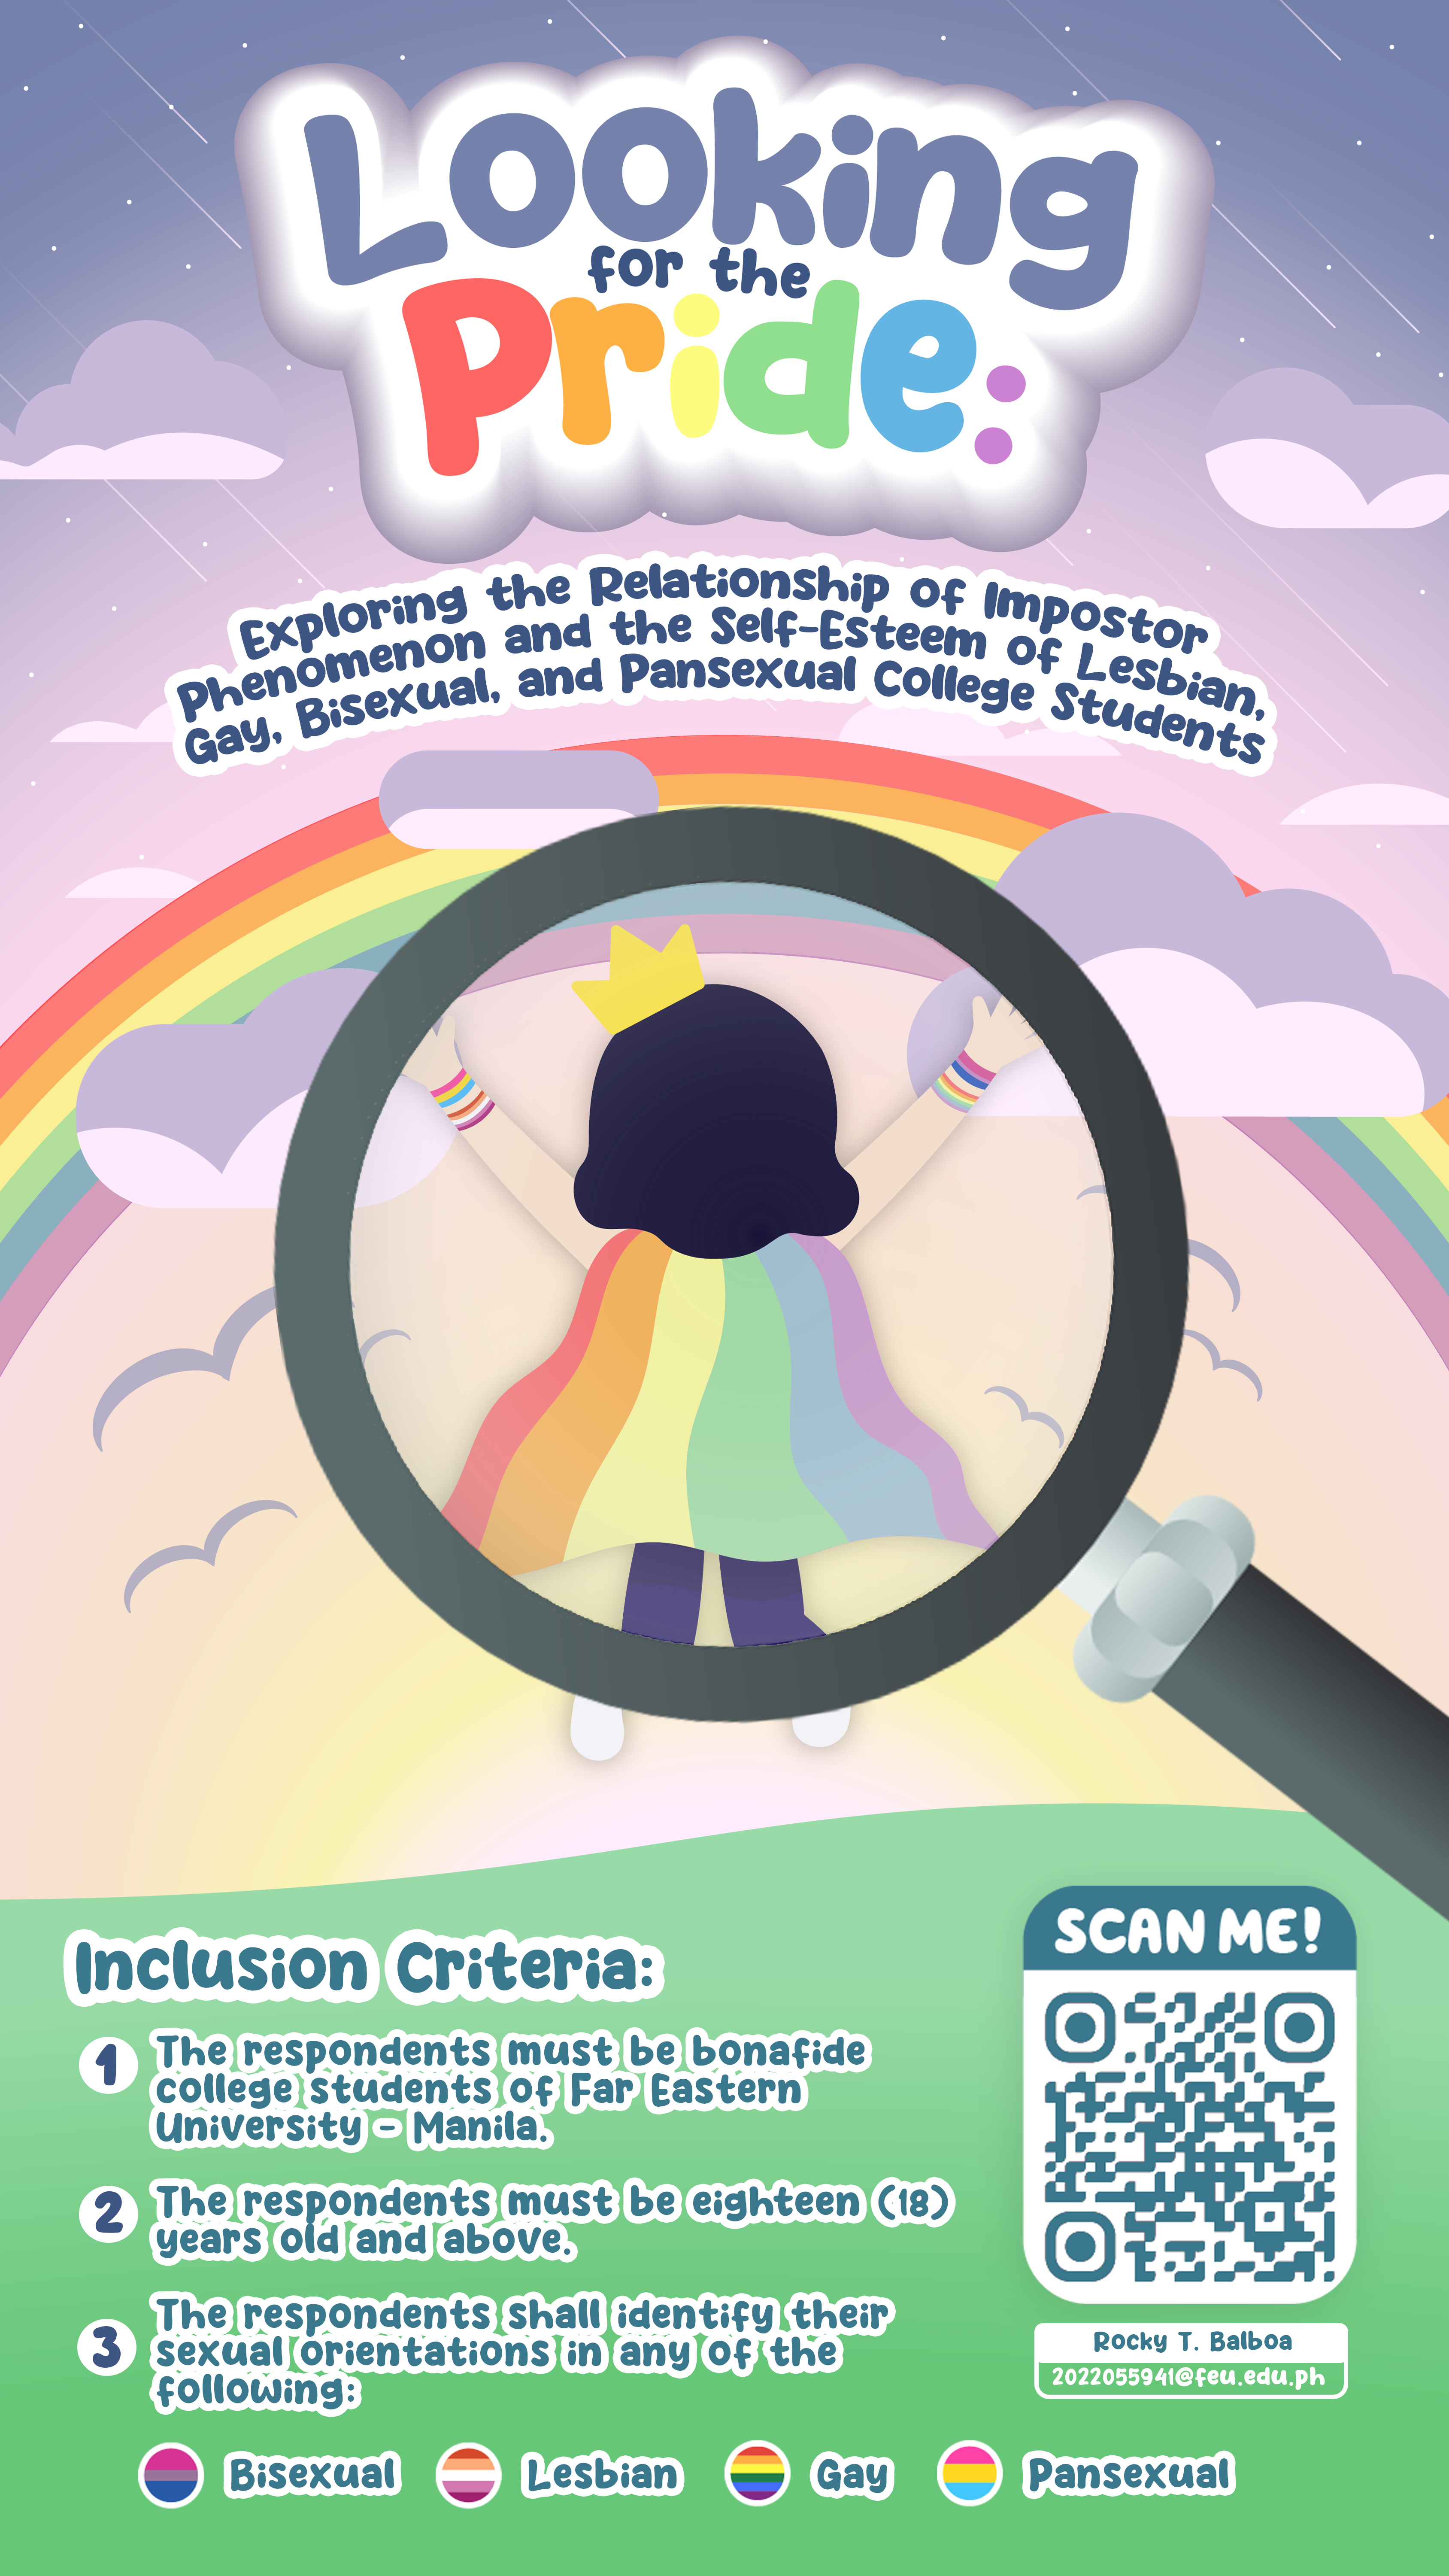 Looking
for the
Pride:
Exploring the Relationship of Impostor
Phenomenon and the Self-Esteem of Lesbian,
Gay, Bisexual, and Pansexual College Students
Inclusion Criteria:
1 The respondents must be bonafide
college students of Far Eastern
University - Manila.
2 The respondents must be eighteen (18)
years old and above.
3 The respondents shall identify their
sexual orientations in any of the
following:
Bisexual Lesbian Gay Pansexual
SCAN ME!
Rocky T. Balboa
2022055941@feu.edu.ph